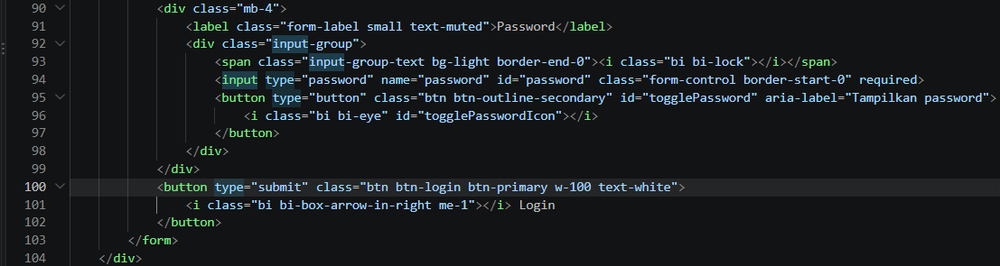 90 <div class="mb-4">
91 <label class="form-label small text-muted">Password</label>
92 <div class="input-group">
93 <span class="input-group-text bg-light border-end-0"><i class="bi bi-lock"></i></span>
94 <input type="password" name="password" id="password" class="form-control border-start-0" required>
95 <button type="button" class="btn btn-outline-secondary" id="togglePassword" aria-label="Tampilkan password">
96 <i class="bi bi-eye" id="togglePasswordIcon"></i>
97 </button>
98 </div>
99 </div>
100 <button type="submit" class="btn btn-login btn-primary w-100 text-white">
101 <i class="bi bi-box-arrow-in-right me-1"></i> Login
102 </button>
103 </form>
104 </div>